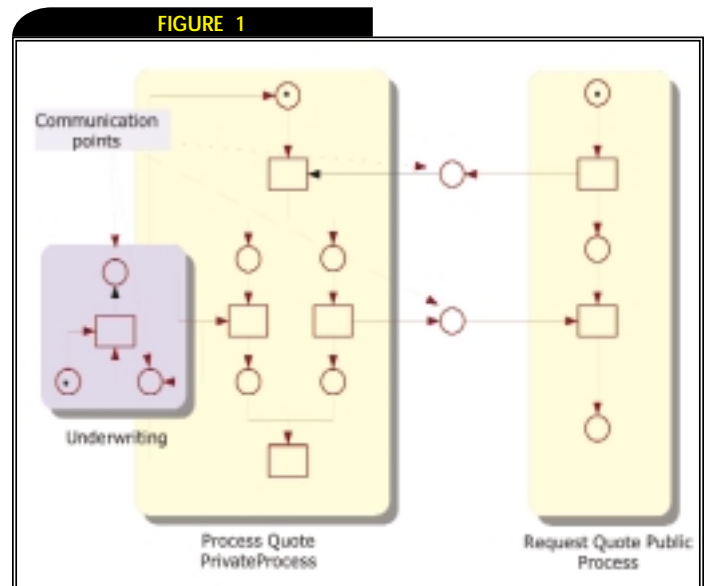 FIGURE 1
Communication
points
Underwriting
Process Quote
PrivateProcess
Request Quote Public
Process